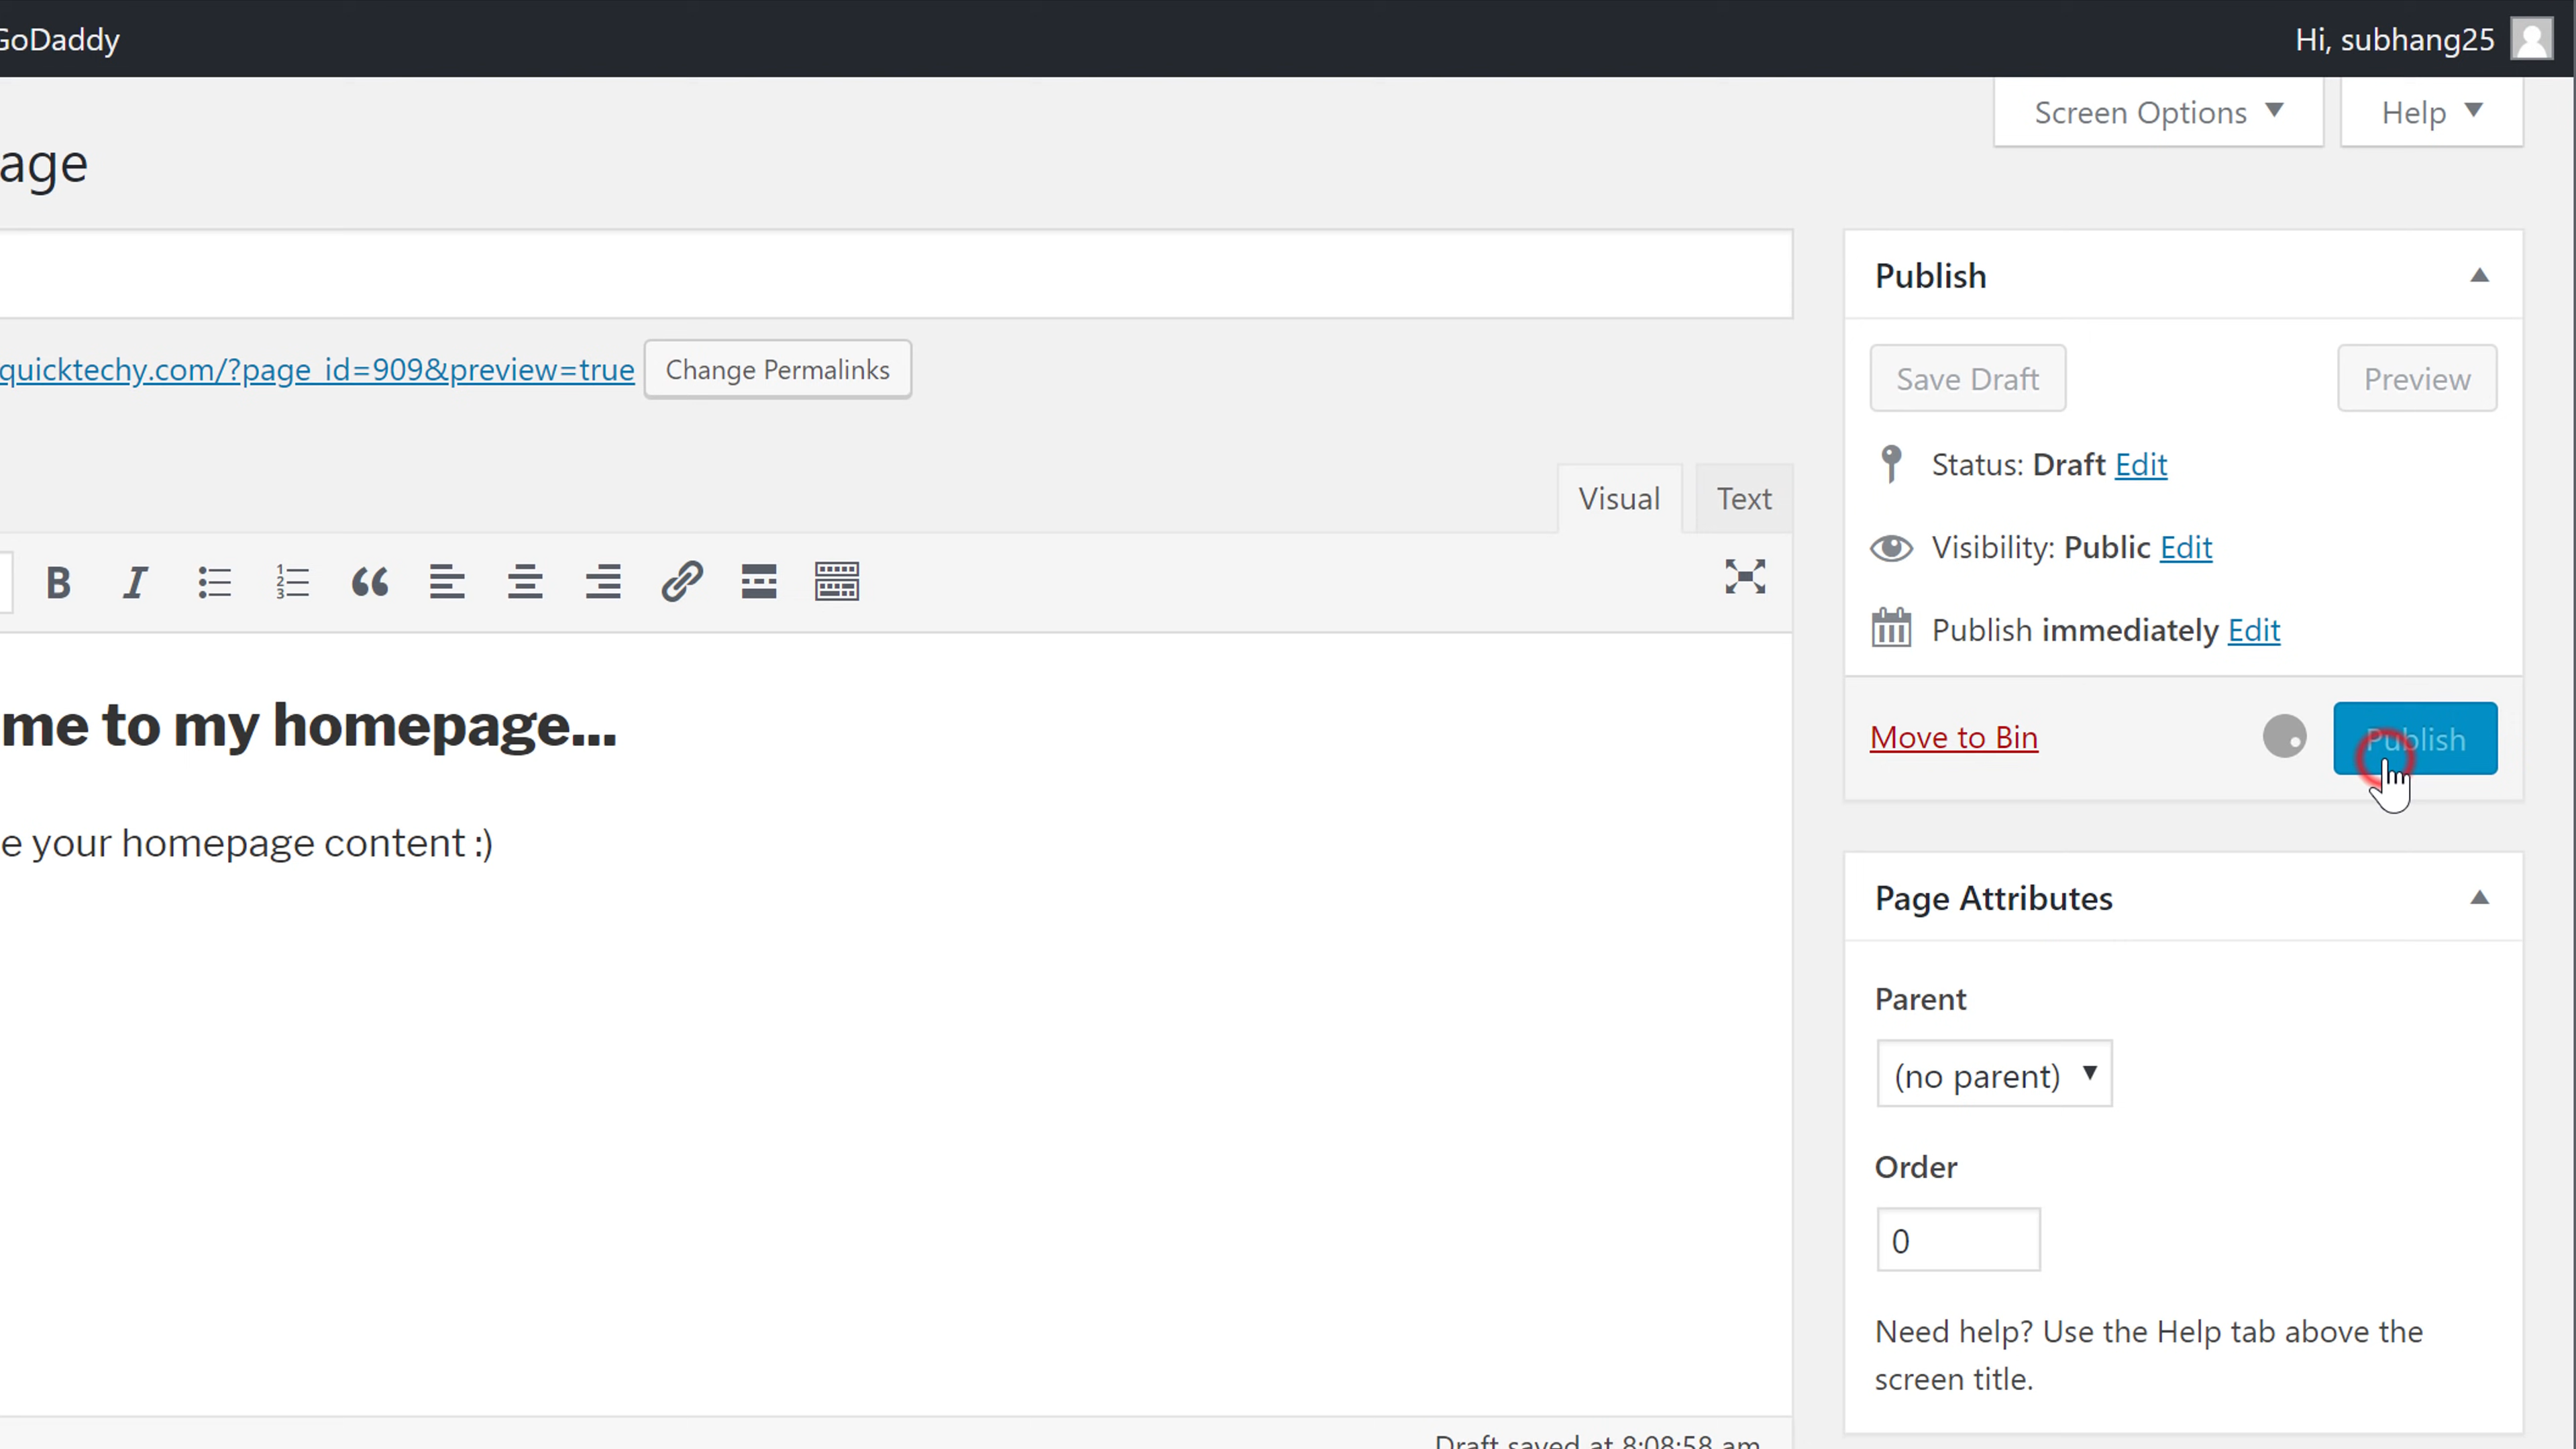 GoDaddy
Hi, subhang25
Screen Options
Help
age
Publish
quicktechy.com/?page_id=909&preview=true
Change Permalinks
Save Draft
Preview
Status: Draft Edit
Visual
Text
Visibility: Public Edit
B I
Publish immediately Edit
me to my homepage...
Move to Bin
Publish
e your homepage content :)
Page Attributes
Parent
(no parent)
Order
0
Need help? Use the Help tab above the
screen title.
Draft saved at 8:08:58 am